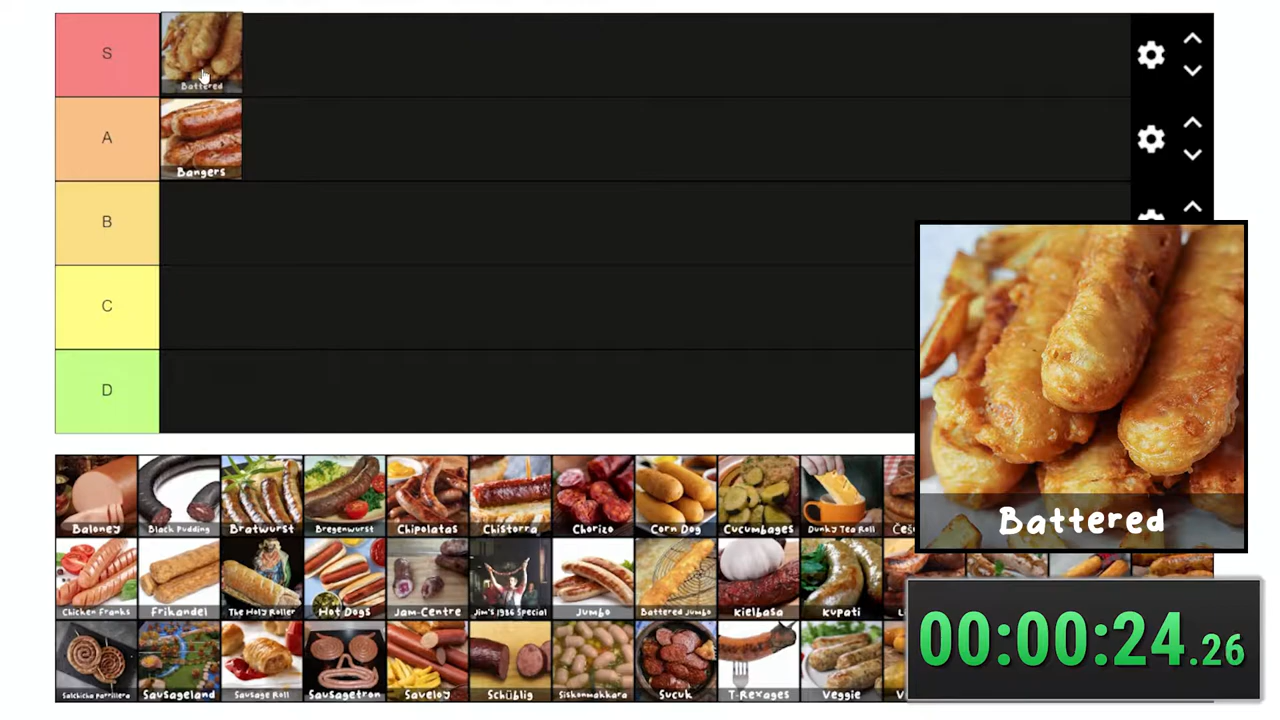 S
Battered
A
Bangers
B
C
D
Battered
Baloney
Black Pudding
Bratwurst
Bregenwurst
Chipolatas
Chistorra
Chorizo
Corn Dog
Cucumbages
Dunky Tea Roll
Chicken Franks
Frikandel
The Holy Roller
Hot Dogs
Jam-Centre
Jim's 1986 Special
Jumbo
Battered Jumbo
Kielbasa
Kupati
Salchicha Parrillera
Sausageland
Sausage Roll
Sausagetron
Saveloy
Schüblig
Siskonmakkara
Sucuk
T-Rexages
Veggie
00:00:24.26